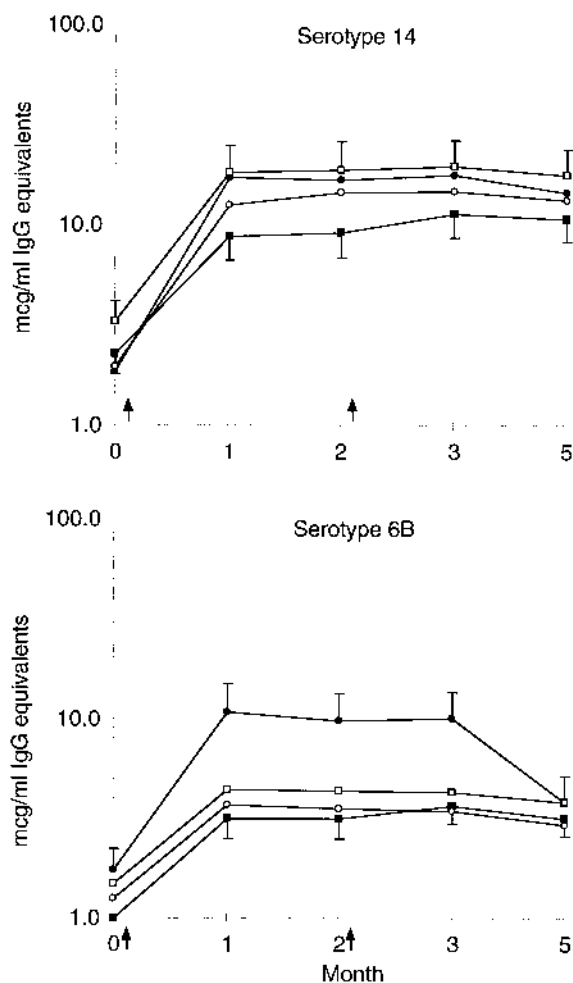 100.0
Serotype 14
mcg/ml IgG equivalents
10.0
1.0
0 1 2 3 5
100.0
Serotype 6B
mcg/ml IgG equivalents
10.0
1.0
0 1 2 3 5
Month